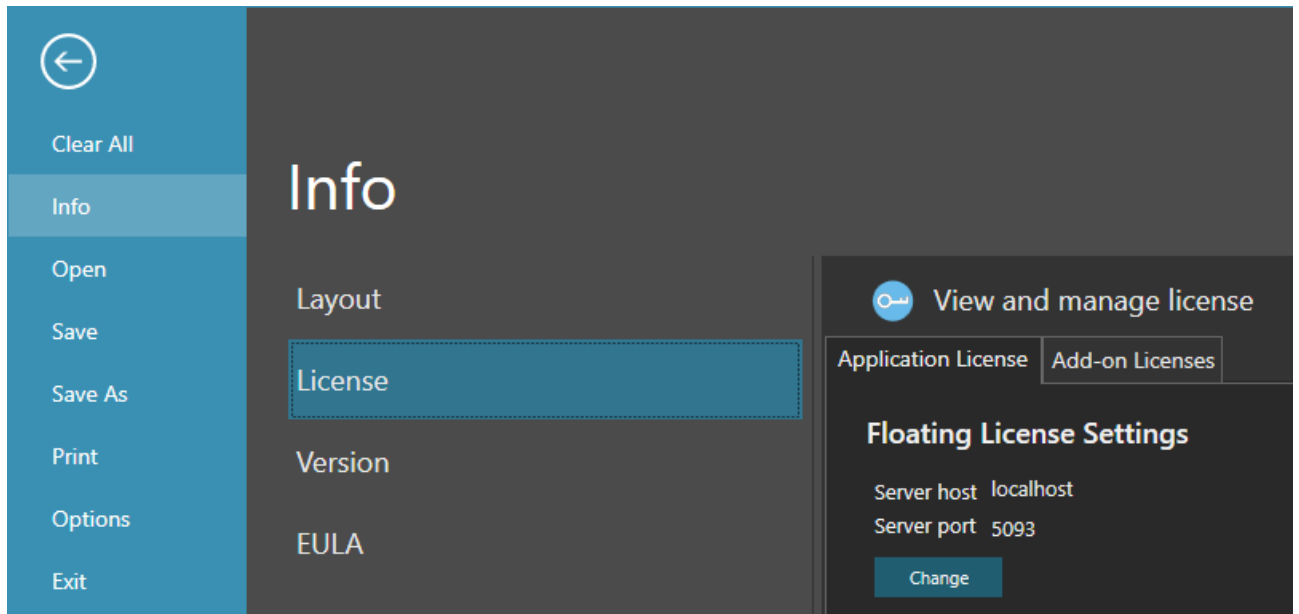 Clear All
Info
Open
Save
Save As
Print
Options
Exit
Info
Layout
License
Version
EULA
View and manage license
Application License
Add-on Licenses
Floating License Settings
Server host localhost
Server port 5093
Change